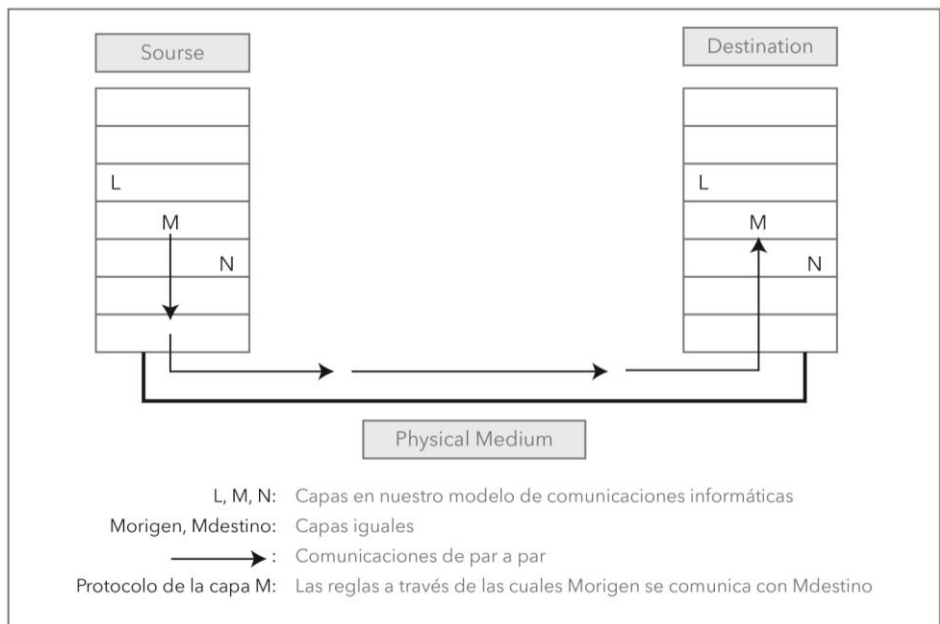 Sourse
Destination
L
L
M
M
N
N
Physical Medium
L, M, N: Capas en nuestro modelo de comunicaciones informáticas
Morigen, Mdestino: Capas iguales
: Comunicaciones de par a par
Protocolo de la capa M: Las reglas a través de las cuales Morigen se comunica con Mdestino